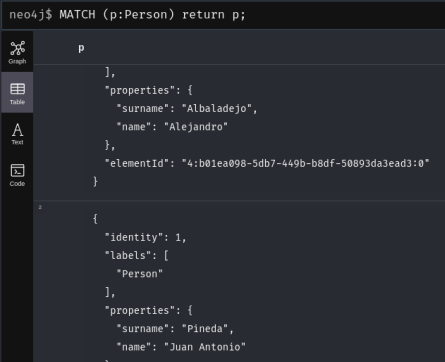 neo4j$ MATCH (p:Person) return p;
Graph
Table
Text
Code
p
],
"properties": {
"surname": "Albaladejo",
"name": "Alejandro"
},
"elementId": "4:b01ea098-5db7-449b-b8df-50893da3ead3:0"
}
2
{
"identity": 1,
"labels": [
"Person"
],
"properties": {
"surname": "Pineda",
"name": "Juan Antonio"